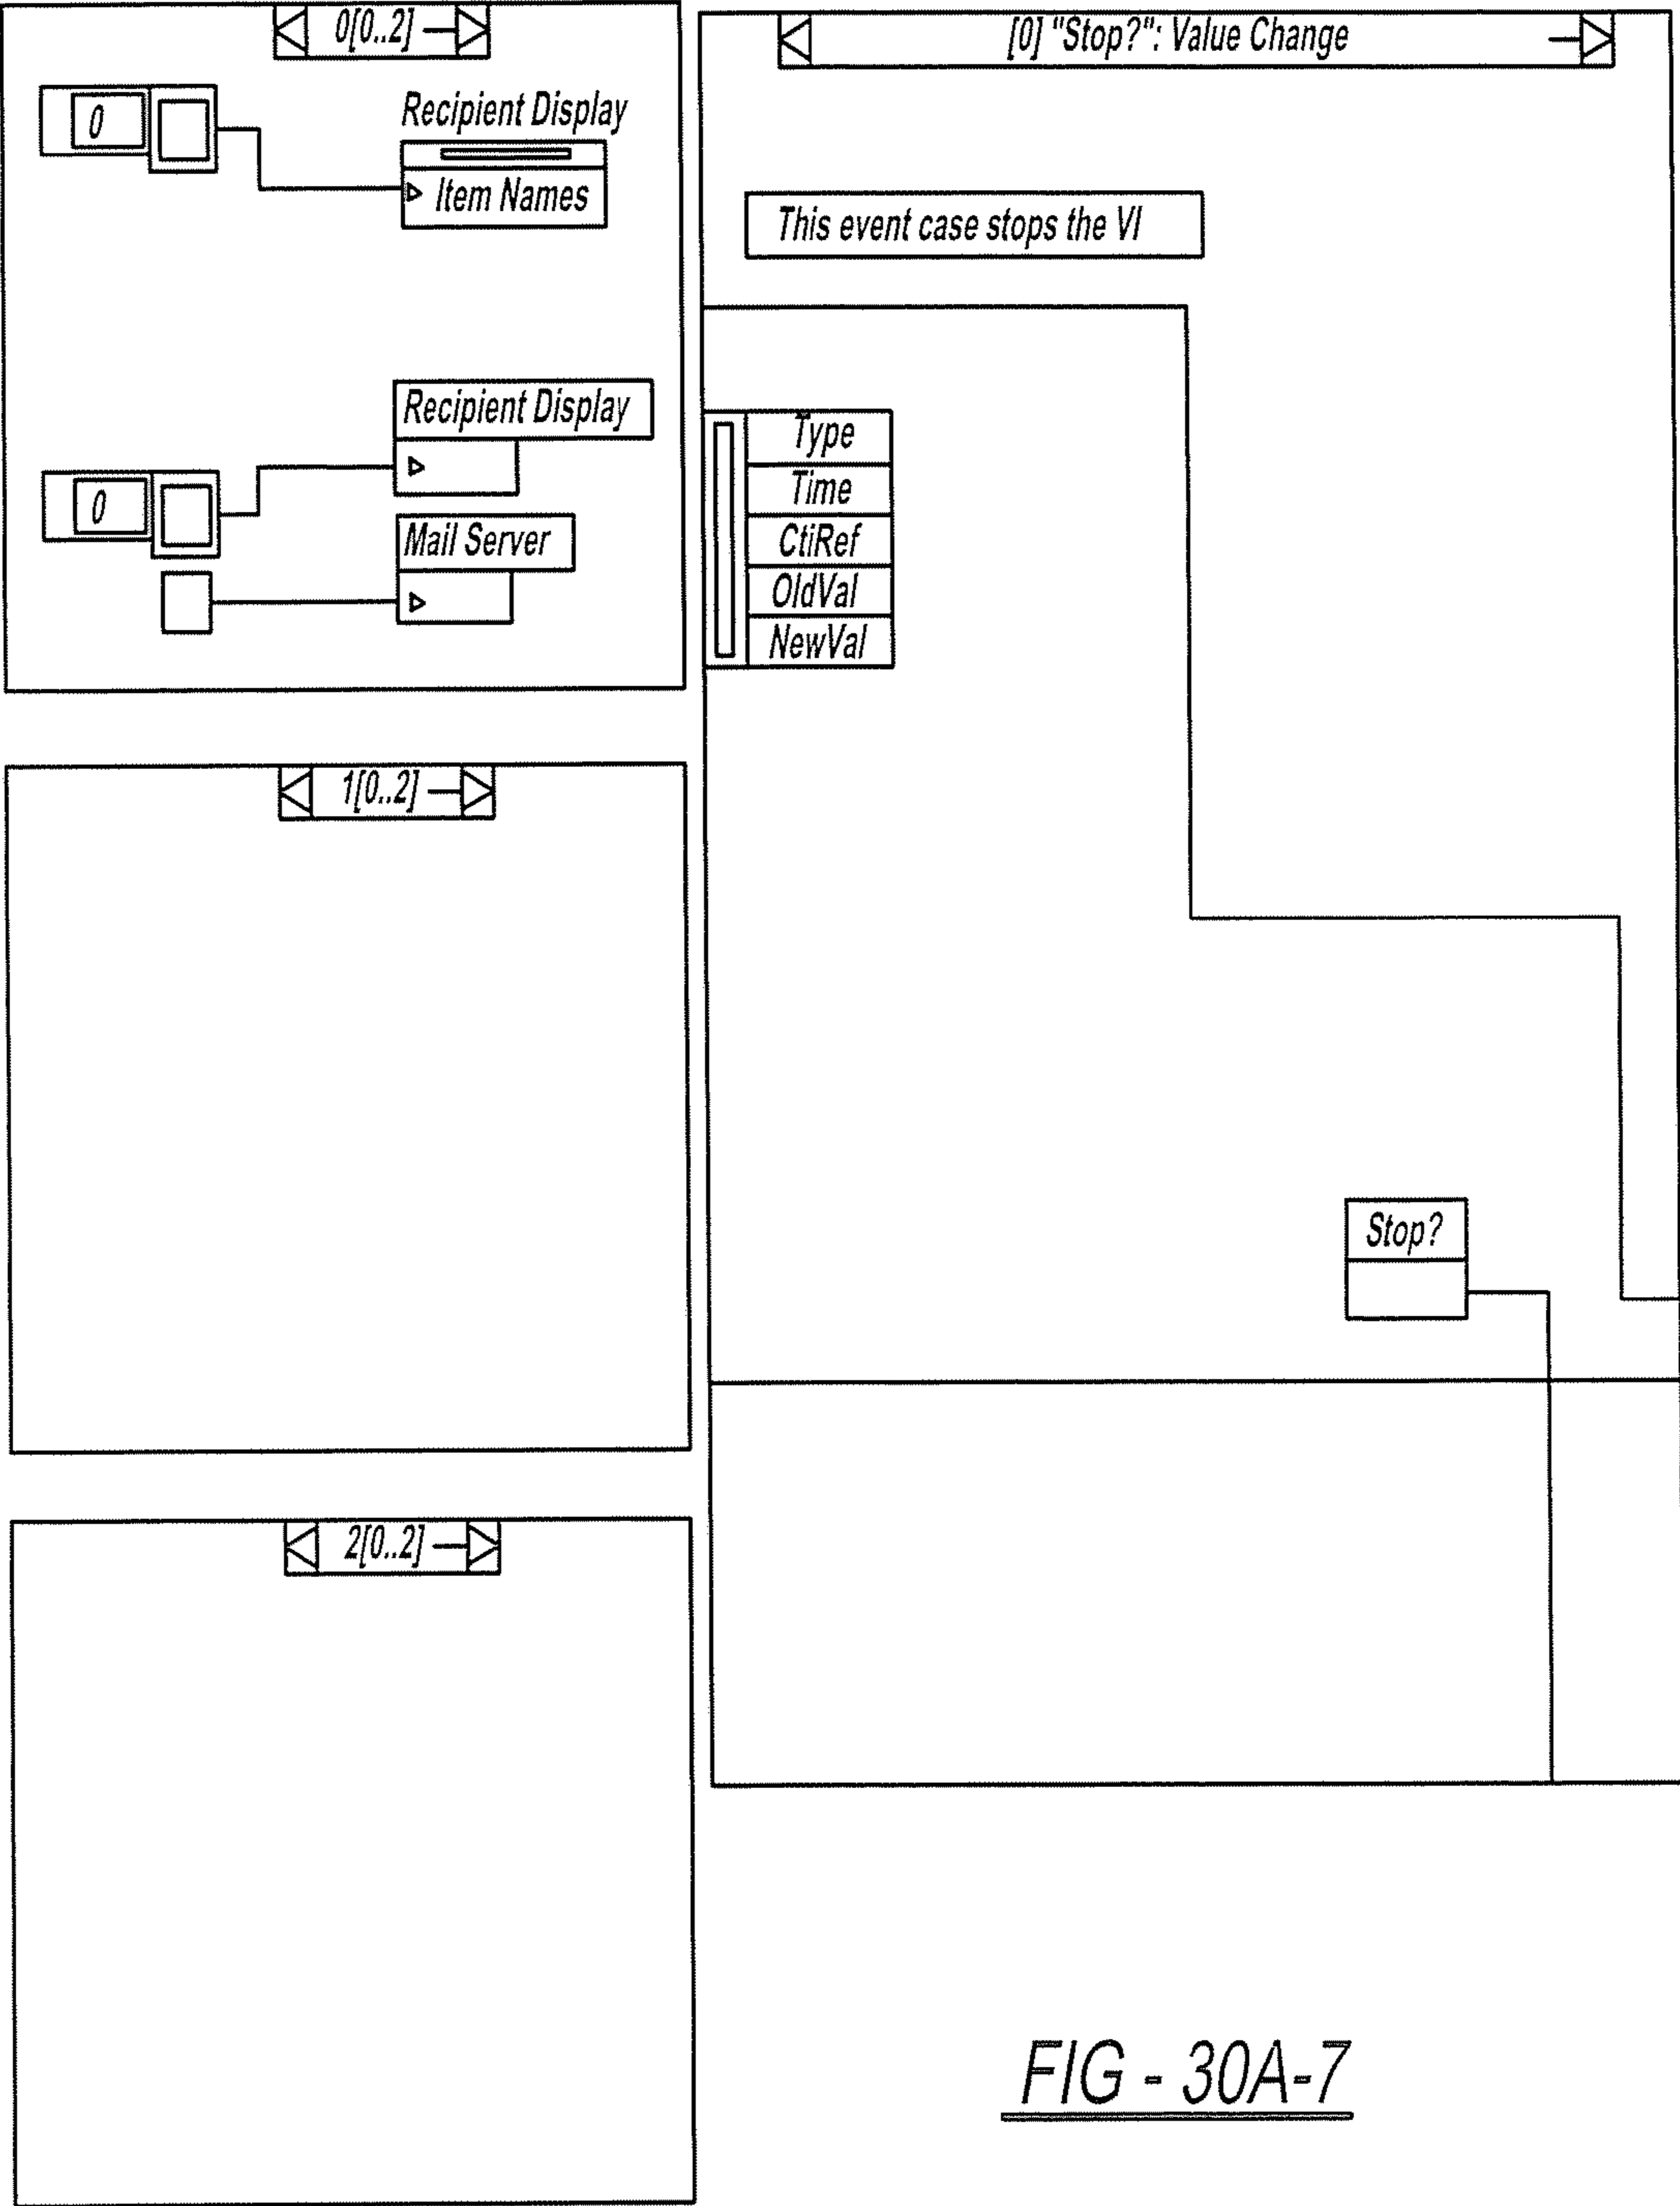 0[0..2]
0
Recipient Display
Item Names
Recipient Display
0
Mail Server
1[0..2]
2[0..2]
[0] "Stop?": Value Change
This event case stops the VI
Type
Time
CtiRef
OldVal
NewVal
Stop?
FIG - 30A-7